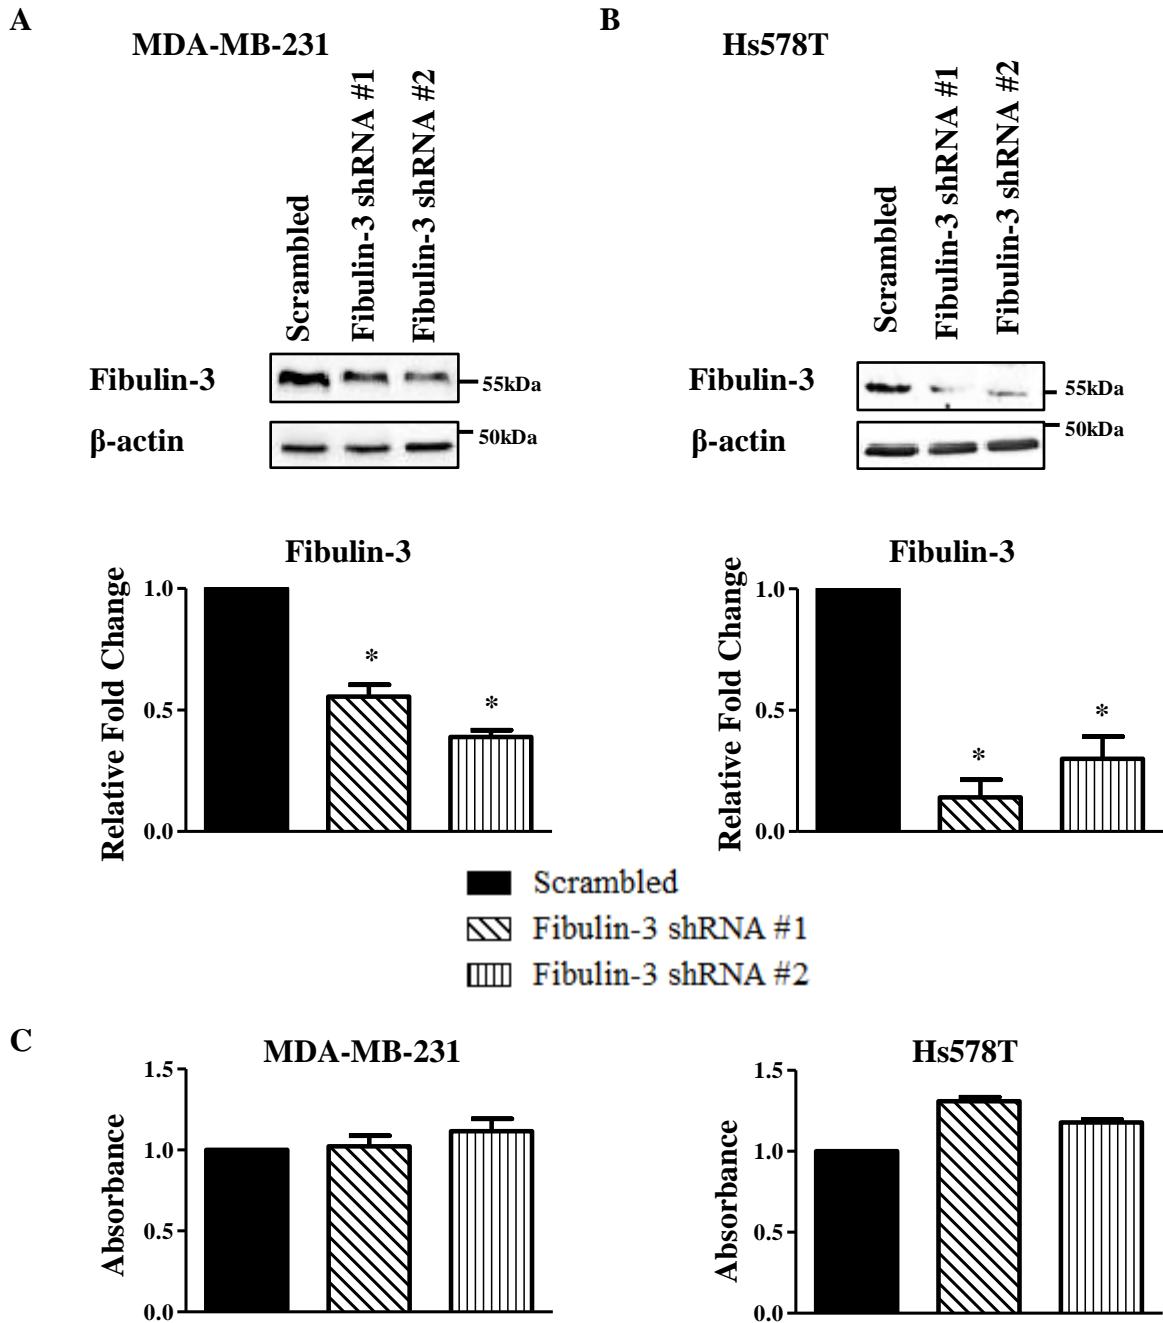 A
MDA-MB-231
Scrambled
Fibulin-3 shRNA #1
Fibulin-3 shRNA #2
Fibulin-3
55kDa
β-actin
50kDa
Fibulin-3
Relative Fold Change
1.0
0.5
0.0
*
*
B
Hs578T
Scrambled
Fibulin-3 shRNA #1
Fibulin-3 shRNA #2
Fibulin-3
55kDa
β-actin
50kDa
Fibulin-3
Relative Fold Change
1.0
0.5
0.0
*
*
Scrambled
Fibulin-3 shRNA #1
Fibulin-3 shRNA #2
C
MDA-MB-231
Absorbance
1.5
1.0
0.5
0.0
Hs578T
Absorbance
1.5
1.0
0.5
0.0